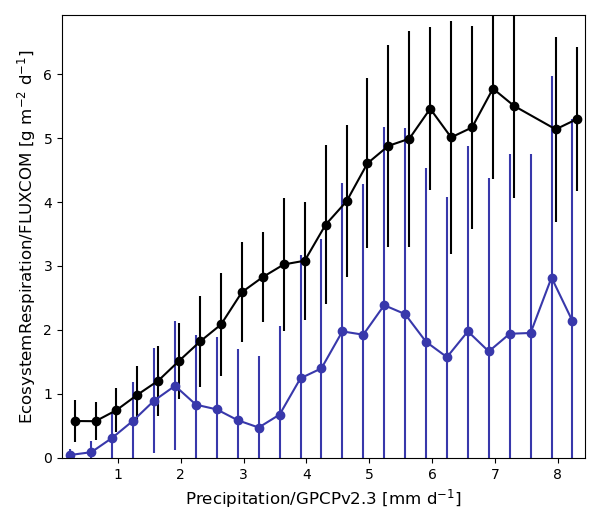 6
5
4
3
2
1
0
EcosystemRespiration/FLUXCOM [g m⁻² d⁻¹]
1 2 3 4 5 6 7 8
Precipitation/GPCPv2.3 [mm d⁻¹]